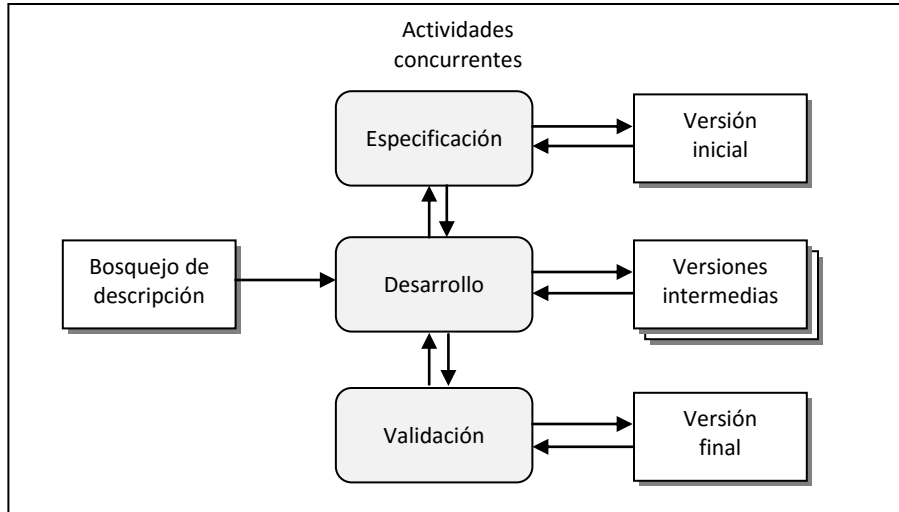 Actividades
concurrentes
Especificación
Versión
inicial
Bosquejo de
descripción
Desarrollo
Versiones
intermedias
Validación
Versión
final